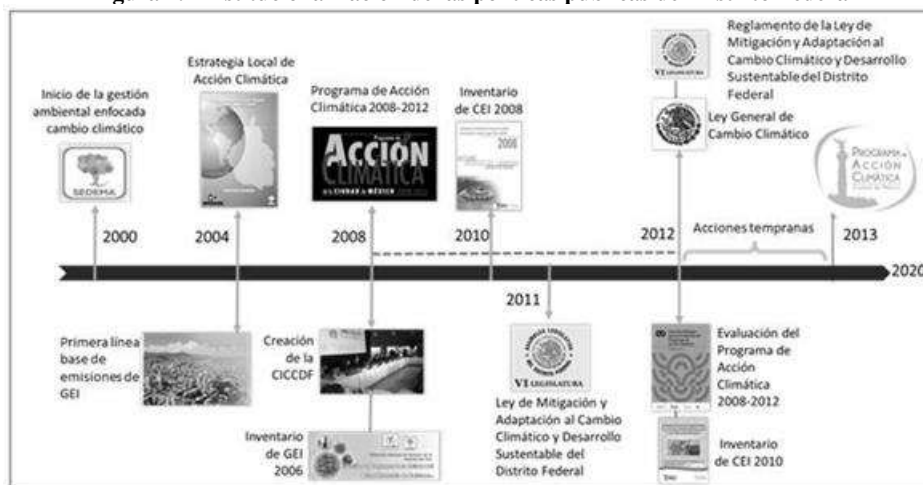 Inicio de la gestión
ambiental enfocada
cambio climático
SEDEMA
2000
Estrategia Local de
Acción Climática
2004
Programa de Acción
Climática 2008-2012
ACCIÓN
CLIMÁTICA
2008
Inventario
de CEI 2008
2010
VI LEGISLATURA
Reglamento de la Ley de
Mitigación y Adaptación al
Cambio Climático y Desarrollo
Sustentable del Distrito
Federal
Ley General de
Cambio Climático
2012
Acciones tempranas
PROGRAMA
ACCIÓN
CLIMÁTICA
2013
2020
Primera línea
base de
emisiones de
GEI
Creación
de la
CICCDF
Inventario
de GEI
2006
2011
VI LEGISLATURA
Ley de Mitigación y
Adaptación al Cambio
Climático y Desarrollo
Sustentable del
Distrito Federal
Evaluación del
Programa de
Acción
Climática
2008-2012
Inventario
de CEI 2010